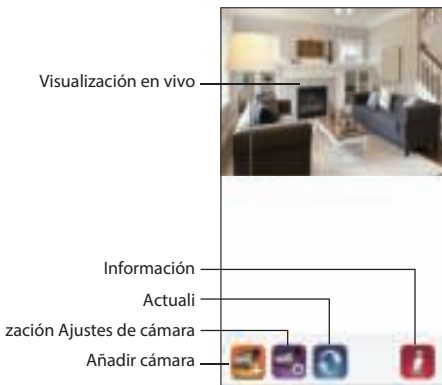 Visualización en vivo
Información
Actuali
zación Ajustes de cámara
Añadir cámara